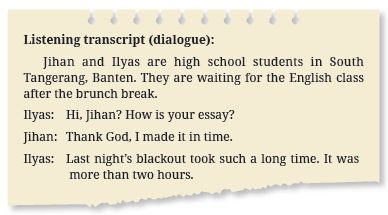 Listening transcript (dialogue):
Jihan and Ilyas are high school students in South
Tangerang, Banten. They are waiting for the English class
after the brunch break.
Ilyas: Hi, Jihan? How is your essay?
Jihan: Thank God, I made it in time.
Ilyas: Last night's blackout took such a long time. It was
more than two hours.